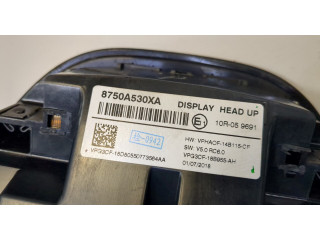 8750A530XA
DISPLAY HEAD UP
E
10R-05 9691
HW: VPHACF-14B115-CF
SW: V5.0 RC6.0
VPG3CF-18B955-AH
01/07/2018